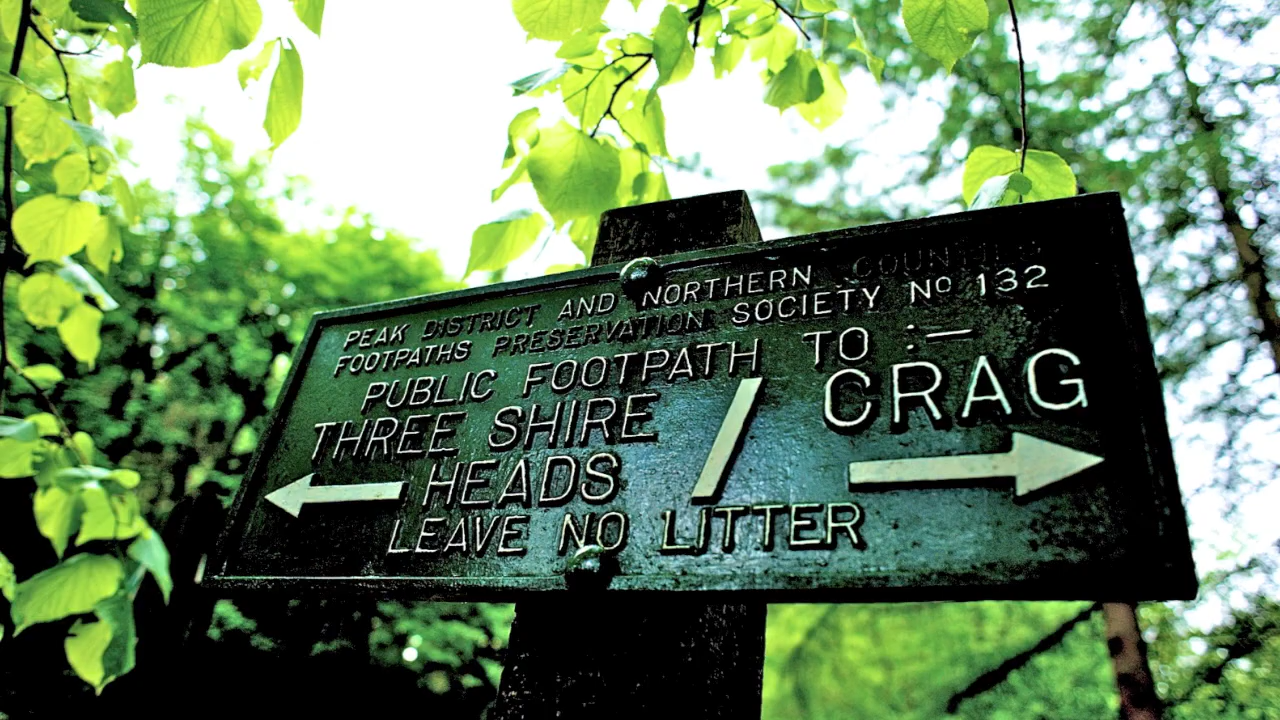 PEAK DISTRICT AND NORTHERN COUNTIES
FOOTPATHS PRESERVATION SOCIETY No 132
PUBLIC FOOTPATH TO :—
THREE SHIRE / CRAG
HEADS
LEAVE NO LITTER